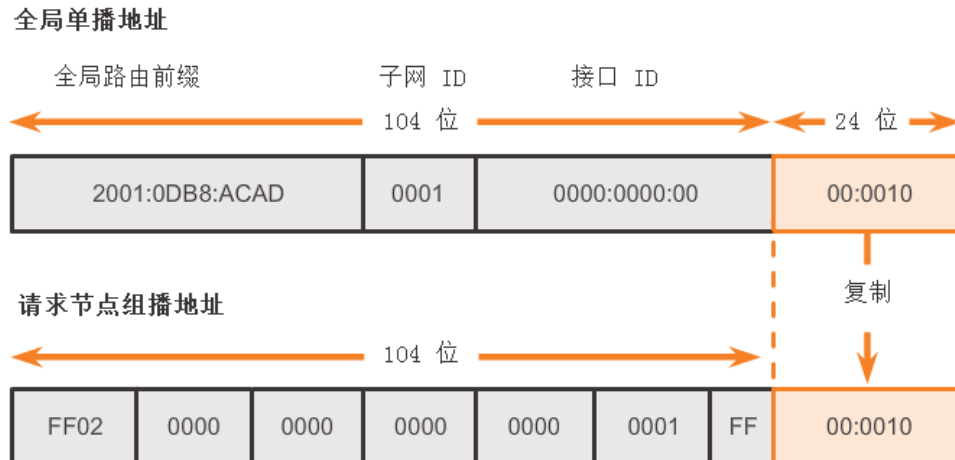 全局单播地址
全局路由前缀 子网 ID 接口 ID
104 位 24 位
2001:0DB8:ACAD 0001 0000:0000:00 00:0010
复制
请求节点组播地址
104 位
FF02 0000 0000 0000 0000 0001 FF 00:0010